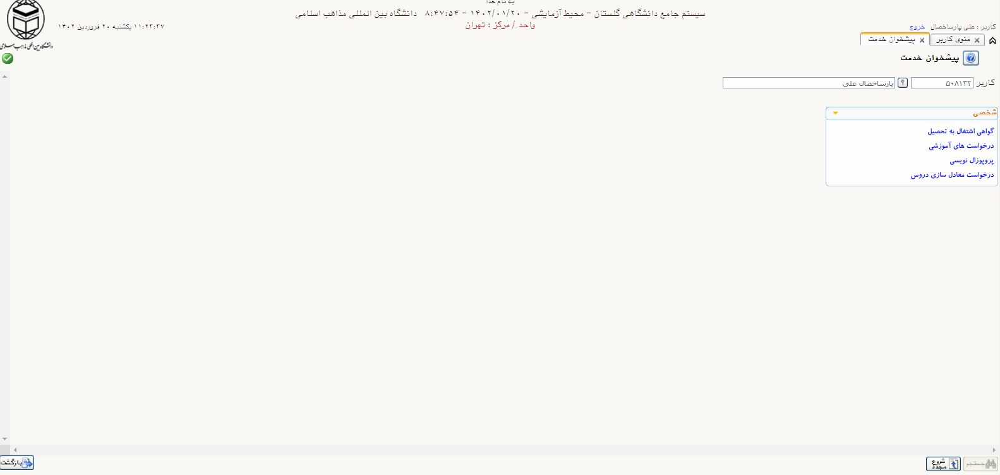 به نام خدا
سیستم جامع دانشگاهی گلستان - محیط آزمایشی - ۱۴۰۲/۰۱/۲۰ - ۸:۴۷:۵۴ دانشگاه بین المللی مذاهب اسلامی
واحد / مرکز : تهران
کاربر : علی پارساخصال خروج
۱۱:۲۳:۳۷ یکشنبه ۲۰ فروردین ۱۴۰۲
دانشگاه بین المللی مذاهب اسلامی
منوی کاربر
پیشخوان خدمت
پیشخوان خدمت
کاربر ۵۰۸۱۳۲ ؟ پارساخصال علی
شخصی
گواهی اشتغال به تحصیل
درخواست های آموزشی
پروپوزال نویسی
درخواست معادل سازی دروس
جستجو
شروع مجدد
بازگشت